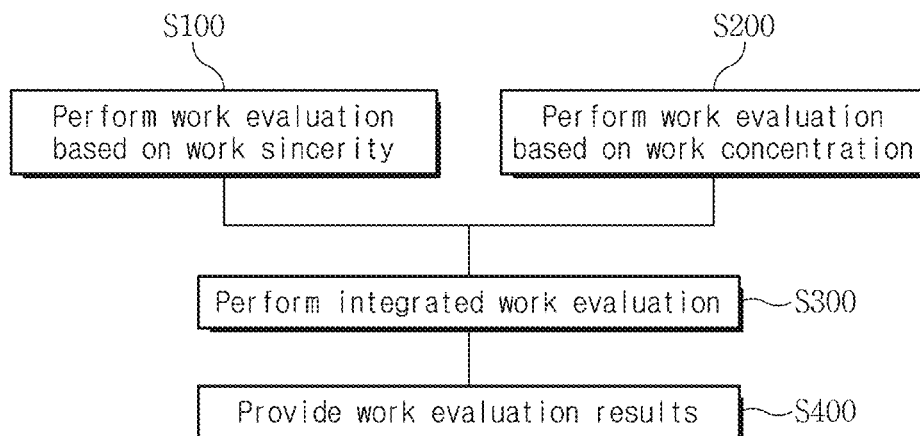 S100
S200
Perform work evaluation
based on work sincerity
Perform work evaluation
based on work concentration
Perform integrated work evaluation
S300
Provide work evaluation results
S400